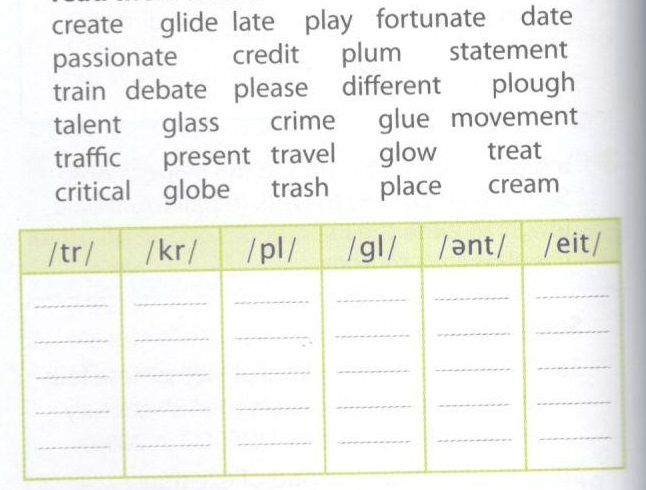 create glide late play fortunate date
passionate credit plum statement
train debate please different plough
talent glass crime glue movement
traffic present travel glow treat
critical globe trash place cream
/tr/ /kr/ /pl/ /gl/ /ənt/ /eit/